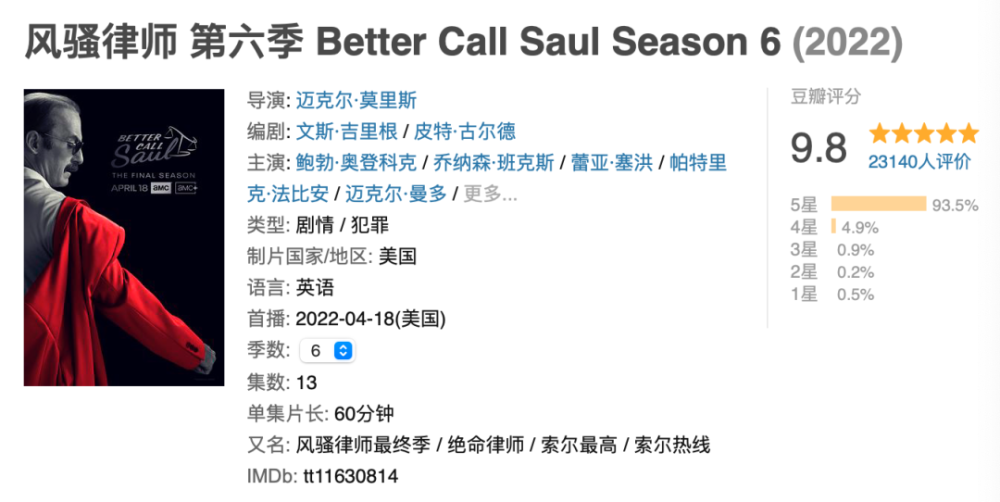 风骚律师 第六季 Better Call Saul Season 6 (2022)
BETTER
CALL
Saul
THE FINAL SEASON
APRIL 18 aMC aMC+
导演: 迈克尔·莫里斯
编剧: 文斯·吉里根 / 皮特·古尔德
主演: 鲍勃·奥登科克 / 乔纳森·班克斯 / 蕾亚·塞洪 / 帕特里
克·法比安 / 迈克尔·曼多 / 更多...
类型: 剧情 / 犯罪
制片国家/地区: 美国
语言: 英语
首播: 2022-04-18(美国)
季数: 6
集数: 13
单集片长: 60分钟
又名: 风骚律师最终季 / 绝命律师 / 索尔最高 / 索尔热线
IMDb: tt11630814
豆瓣评分
9.8
23140人评价
5星 93.5%
4星 4.9%
3星 0.9%
2星 0.2%
1星 0.5%